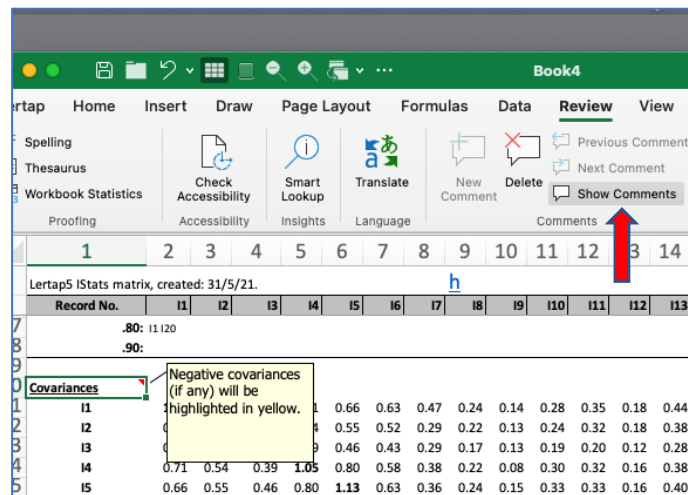 Book4
ertap Home Insert Draw Page Layout Formulas Data Review View
Spelling
Thesaurus
Workbook Statistics
Check
Accessibility
Smart
Lookup
Translate
New
Comment
Delete
Previous Comment
Next Comment
Show Comments
Proofing Accessibility Insights Language Comments
1 2 3 4 5 6 7 8 9 10 11 12 13 14
Lertap5 IStats matrix, created: 31/5/21. h
Record No. I1 I2 I3 I4 I5 I6 I7 I8 I9 I10 I11 I12 I13
7 .80: I1 I20
8 .90:
9
0 Covariances
Negative covariances
(if any) will be
highlighted in yellow.
1 I1 0.66 0.63 0.47 0.24 0.14 0.28 0.35 0.18 0.44
2 I2 0.55 0.52 0.29 0.22 0.13 0.24 0.32 0.18 0.38
3 I3 0.46 0.43 0.29 0.17 0.13 0.19 0.20 0.12 0.28
4 I4 0.71 0.54 0.39 1.05 0.80 0.58 0.38 0.22 0.08 0.30 0.32 0.16 0.38
5 I5 0.66 0.55 0.46 0.80 1.13 0.63 0.36 0.24 0.15 0.33 0.33 0.16 0.40